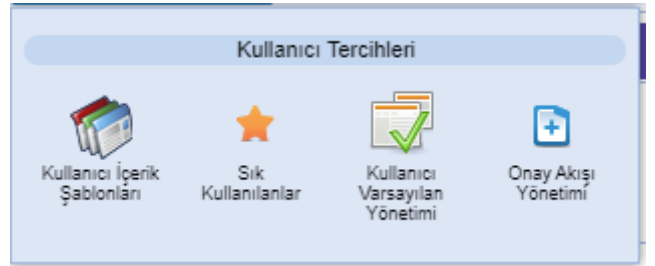 Kullanıcı Tercihleri
Kullanıcı İçerik
Şablonları
Sık
Kullanılanlar
Kullanıcı
Varsayılan
Yönetimi
Onay Akışı
Yönetimi